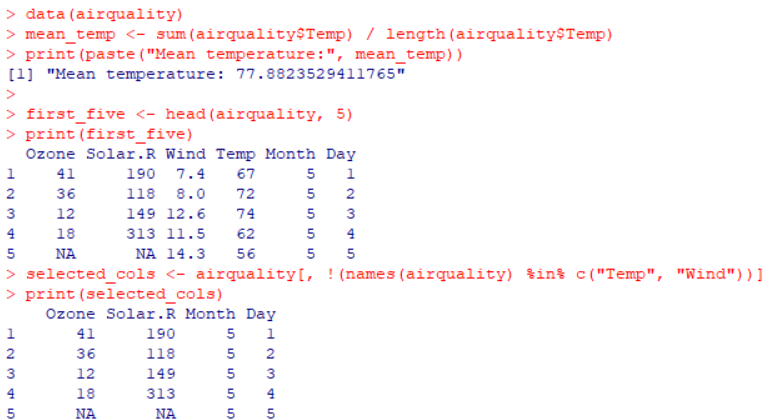 > data(airquality)
> mean_temp <- sum(airquality$Temp) / length(airquality$Temp)
> print(paste("Mean temperature:", mean_temp))
[1] "Mean temperature: 77.8823529411765"
>
> first_five <- head(airquality, 5)
> print(first_five)
  Ozone Solar.R Wind Temp Month Day
1    41     190  7.4   67     5   1
2    36     118  8.0   72     5   2
3    12     149 12.6   74     5   3
4    18     313 11.5   62     5   4
5    NA      NA 14.3   56     5   5
> selected_cols <- airquality[, !(names(airquality) %in% c("Temp", "Wind"))]
> print(selected_cols)
    Ozone Solar.R Month Day
1      41     190     5   1
2      36     118     5   2
3      12     149     5   3
4      18     313     5   4
5      NA      NA     5   5